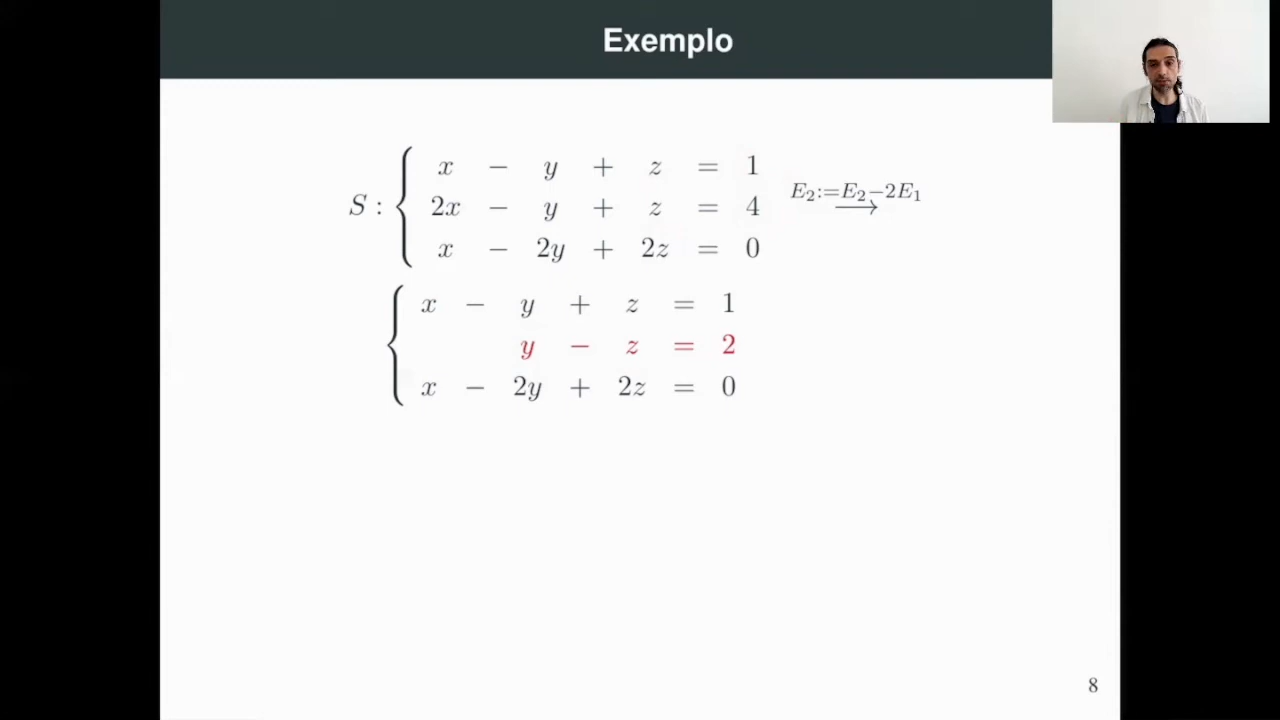 Exemplo
S : { x − y + z = 1
2x − y + z = 4
x − 2y + 2z = 0
E₂:=E₂−2E₁
⟶
{ x − y + z = 1
y − z = 2
x − 2y + 2z = 0
8